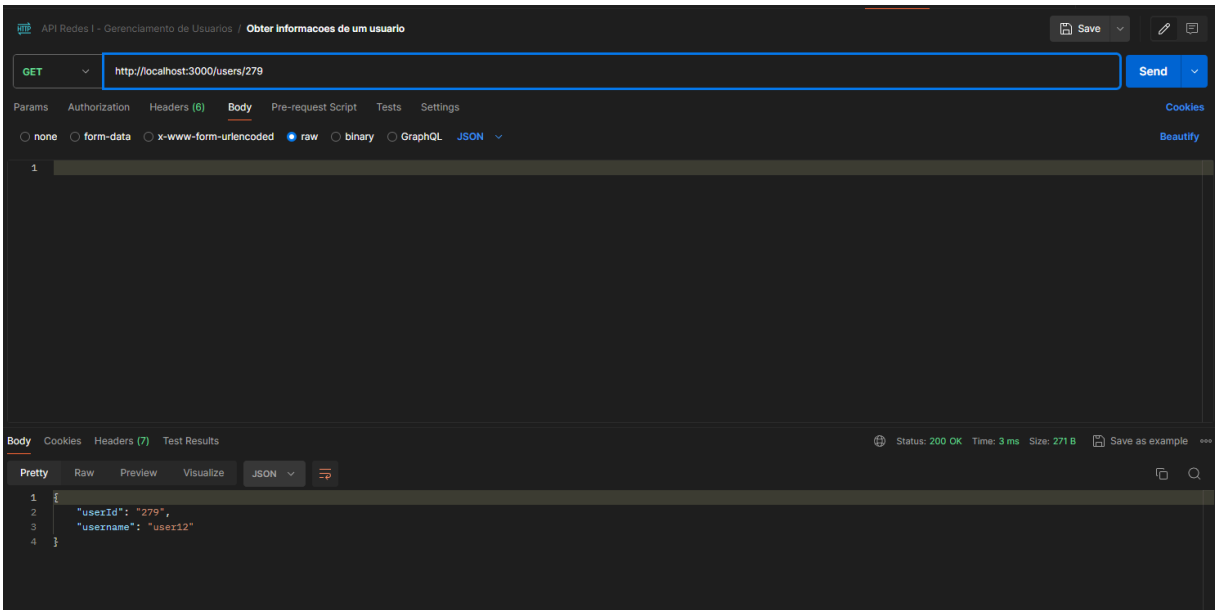 HTTP API Redes I - Gerenciamento de Usuarios / Obter informacoes de um usuario Save
GET http://localhost:3000/users/279 Send
Params Authorization Headers (6) Body Pre-request Script Tests Settings Cookies
none form-data x-www-form-urlencoded raw binary GraphQL JSON Beautify
1
Body Cookies Headers (7) Test Results Status: 200 OK Time: 3 ms Size: 271 B Save as example
Pretty Raw Preview Visualize JSON
1 {
2 "userId": "279",
3 "username": "user12"
4 }